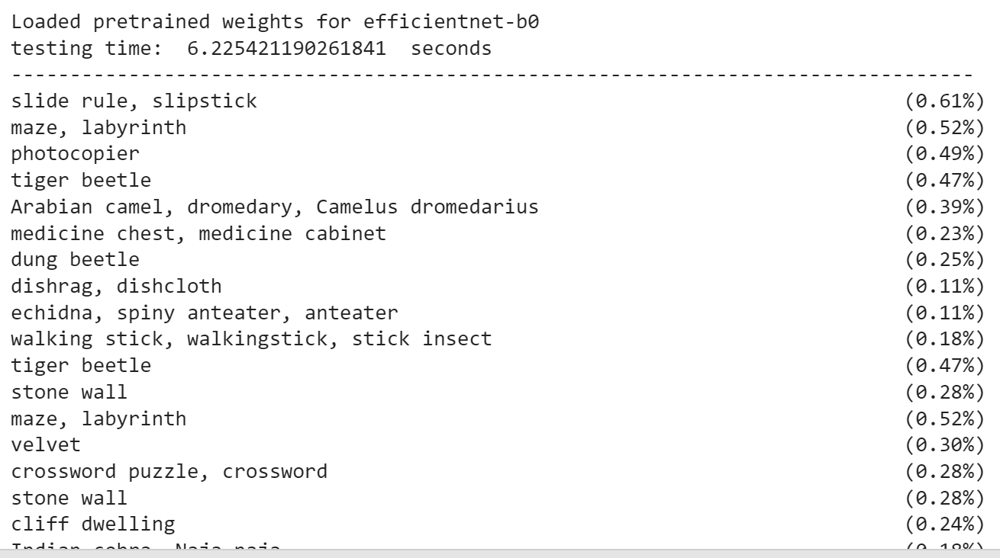 Loaded pretrained weights for efficientnet-b0
testing time:  6.225421190261841  seconds
----------------------------------------------------------------------------------
slide rule, slipstick (0.61%)
maze, labyrinth (0.52%)
photocopier (0.49%)
tiger beetle (0.47%)
Arabian camel, dromedary, Camelus dromedarius (0.39%)
medicine chest, medicine cabinet (0.23%)
dung beetle (0.25%)
dishrag, dishcloth (0.11%)
echidna, spiny anteater, anteater (0.11%)
walking stick, walkingstick, stick insect (0.18%)
tiger beetle (0.47%)
stone wall (0.28%)
maze, labyrinth (0.52%)
velvet (0.30%)
crossword puzzle, crossword (0.28%)
stone wall (0.28%)
cliff dwelling (0.24%)
Indian cobra, Naja naja (0.18%)